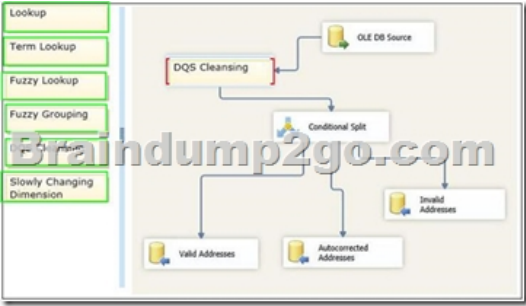 Lookup
Term Lookup
Fuzzy Lookup
Fuzzy Grouping
Slowly Changing
Dimension
OLE DB Source
DQS Cleansing
Conditional Split
Braindump2go.com
Invalid
Addresses
Valid Addresses
Autocorrected
Addresses